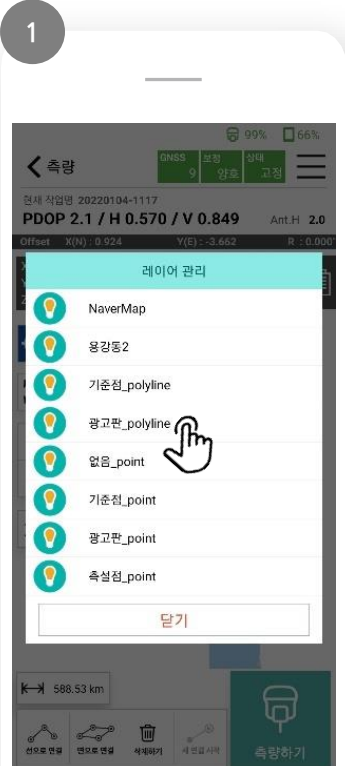 1
99% 66%
측량
GNSS 9
보정 양호
상태 고정
현재 작업명 20220104-1117
PDOP 2.1 / H 0.570 / V 0.849 Ant.H 2.0
Offset X(N) : 0.924 Y(E) : -3.662 R : 0.000°
레이어 관리
NaverMap
용강동2
기준점_polyline
광고판_polyline
없음_point
기준점_point
광고판_point
측설점_point
닫기
588.53 km
선으로 연결 면으로 연결 삭제하기 새 연결 시작
측량하기